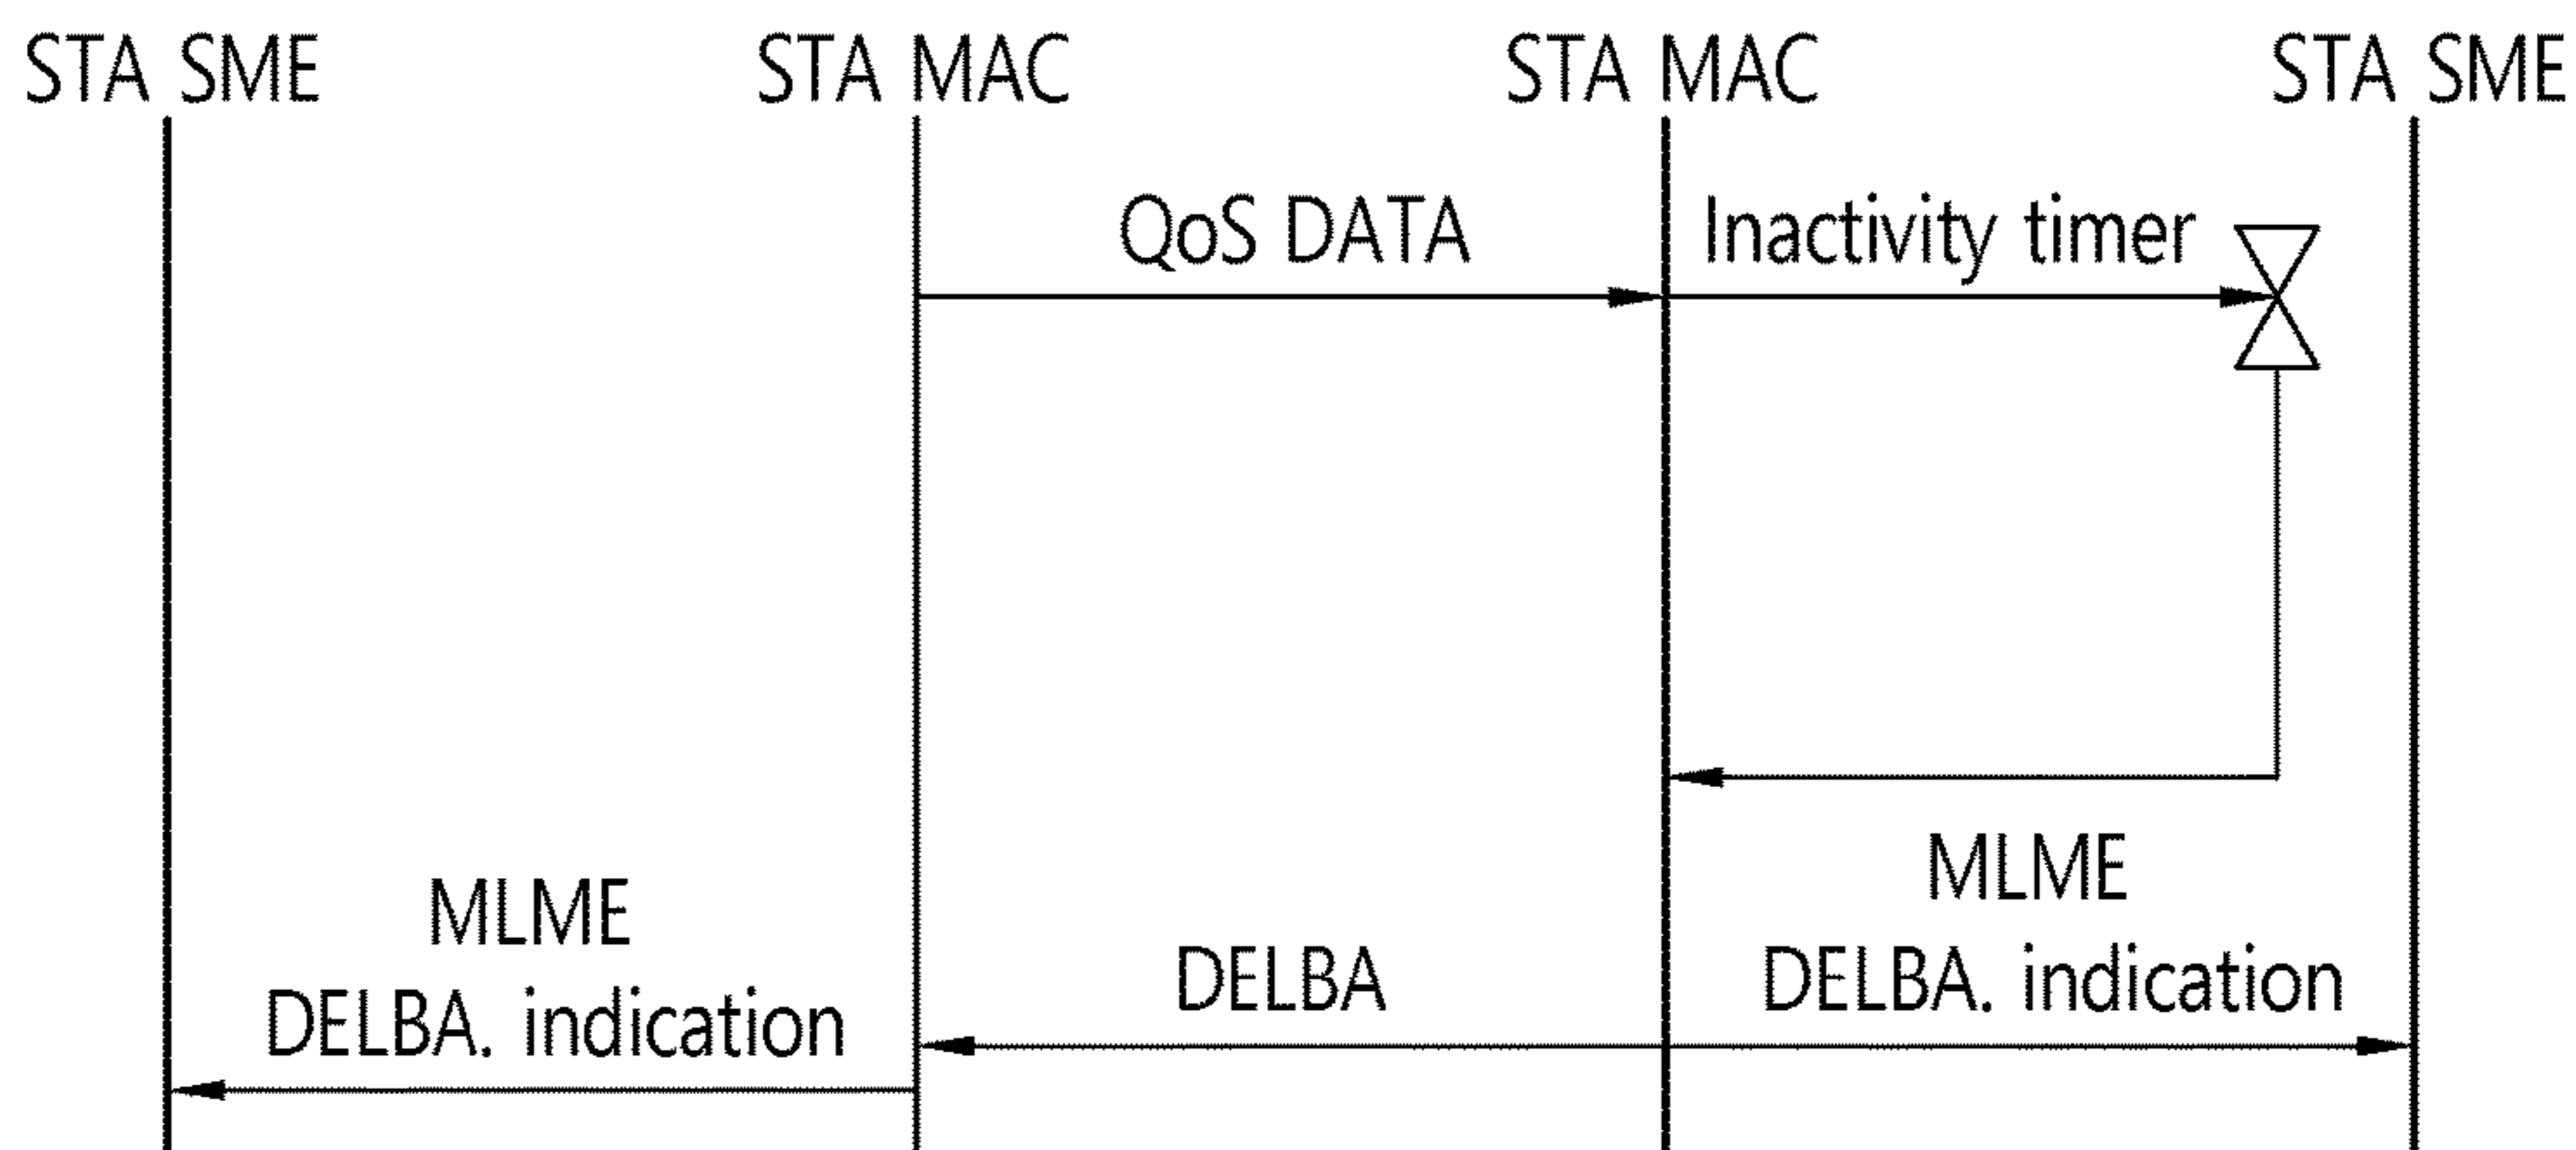 STA SME
STA MAC
STA MAC
STA SME
QoS DATA
Inactivity timer
MLME
DELBA. indication
DELBA
MLME
DELBA. indication